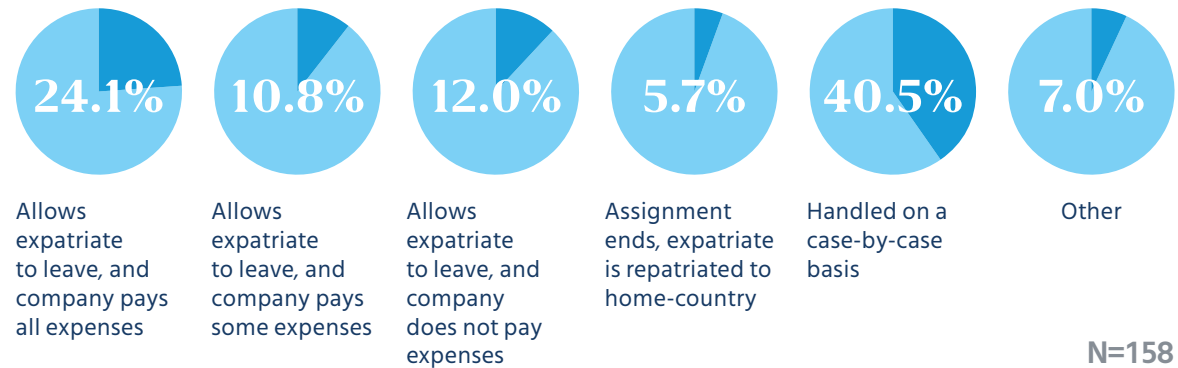 24.1%
Allows
expatriate
to leave, and
company pays
all expenses
10.8%
Allows
expatriate
to leave, and
company pays
some expenses
12.0%
Allows
expatriate
to leave, and
company
does not pay
expenses
5.7%
Assignment
ends, expatriate
is repatriated to
home-country
40.5%
Handled on a
case-by-case
basis
7.0%
Other
N=158